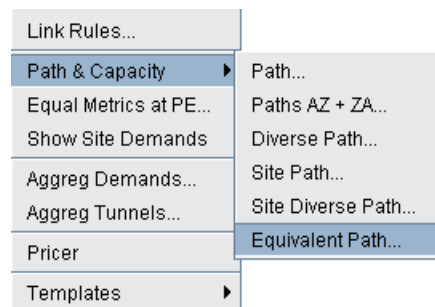 Link Rules...
Path & Capacity
Equal Metrics at PE...
Show Site Demands
Aggreg Demands...
Aggreg Tunnels...
Pricer
Templates
Path...
Paths AZ + ZA...
Diverse Path...
Site Path...
Site Diverse Path...
Equivalent Path...